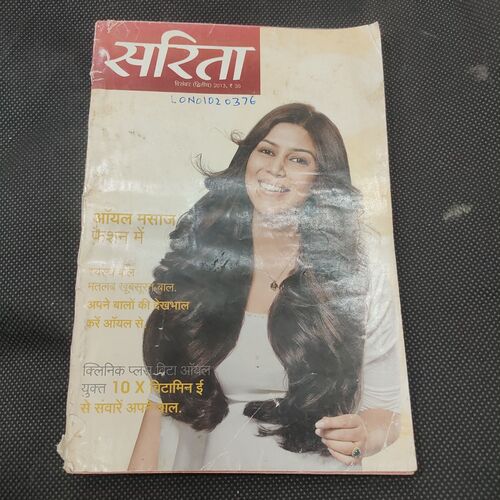 सरिता
दिसंबर (द्वितीय) 2013, ₹ 30
LON01020376
ऑयल मसाज
फैशन में
स्वस्थ बाल
मतलब खूबसूरत बाल.
अपने बालों की देखभाल
करें ऑयल से.
क्लिनिक प्लस विटा ऑयल
युक्त 10 X विटामिन ई
से संवारें अपने बाल.